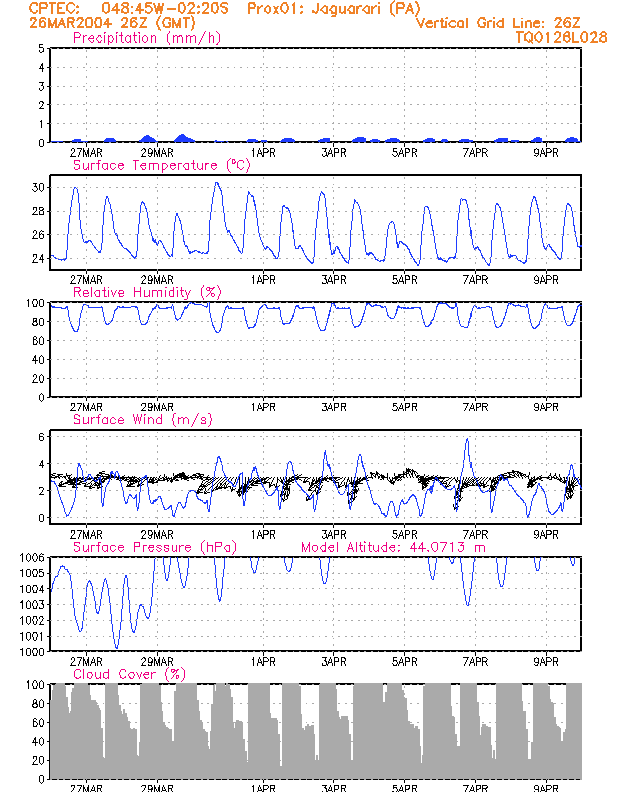 CPTEC: 048:45W-02:20S Prox01: Jaguarari (PA)
26MAR2004 26Z (GMT) Vertical Grid Line: 26Z
Precipitation (mm/h) TQ0126L028
5
4
3
2
1
0
27MAR 29MAR 1APR 3APR 5APR 7APR 9APR
Surface Temperature (°C)
30
28
26
24
27MAR 29MAR 1APR 3APR 5APR 7APR 9APR
Relative Humidity (%)
100
80
60
40
20
0
27MAR 29MAR 1APR 3APR 5APR 7APR 9APR
Surface Wind (m/s)
6
4
2
0
27MAR 29MAR 1APR 3APR 5APR 7APR 9APR
Surface Pressure (hPa) Model Altitude: 44.0713 m
1006
1005
1004
1003
1002
1001
1000
27MAR 29MAR 1APR 3APR 5APR 7APR 9APR
Cloud Cover (%)
100
80
60
40
20
0
27MAR 29MAR 1APR 3APR 5APR 7APR 9APR